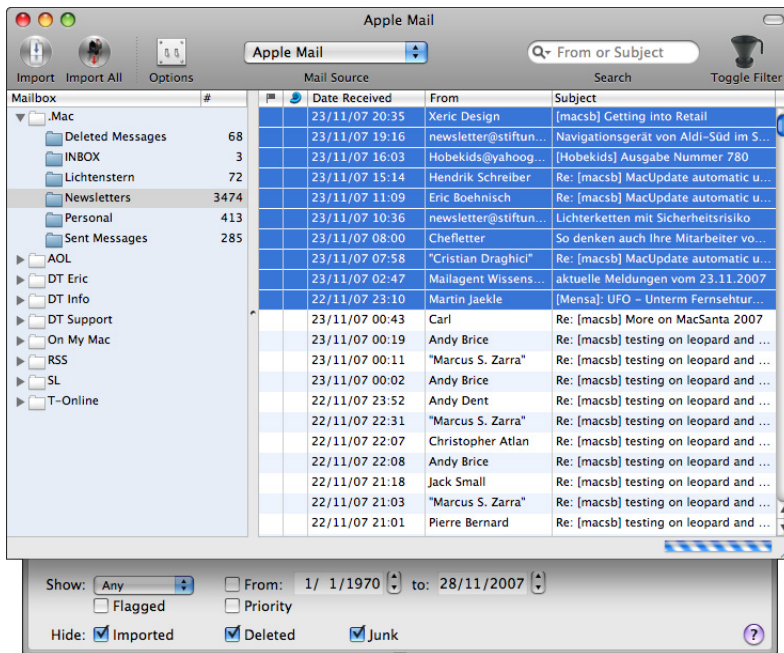 Apple Mail
Apple Mail
From or Subject
Import Import All Options Mail Source Search Toggle Filter
Mailbox # Date Received From Subject
.Mac 23/11/07 20:35 Xeric Design [macsb] Getting into Retail
Deleted Messages 68 23/11/07 19:16 newsletter@stiftun... Navigationsgerät von Aldi-Süd im S...
INBOX 3 23/11/07 16:03 Hobekids@yahoog... [Hobekids] Ausgabe Nummer 780
Lichtenstern 72 23/11/07 15:14 Hendrik Schreiber Re: [macsb] MacUpdate automatic u...
Newsletters 3474 23/11/07 11:09 Eric Boehnisch Re: [macsb] MacUpdate automatic u...
Personal 413 23/11/07 10:36 newsletter@stiftun... Lichterketten mit Sicherheitsrisiko
Sent Messages 285 23/11/07 08:00 Chefletter So denken auch Ihre Mitarbeiter vo...
AOL 23/11/07 07:58 "Cristian Draghici" Re: [macsb] MacUpdate automatic u...
DT Eric 23/11/07 02:47 Mailagent Wissens... aktuelle Meldungen vom 23.11.2007
DT Info 22/11/07 23:10 Martin Jaekle [Mensa]: UFO – Unterm Fernsehtur...
DT Support 23/11/07 00:43 Carl Re: [macsb] More on MacSanta 2007
On My Mac 23/11/07 00:19 Andy Brice Re: [macsb] testing on leopard and ...
RSS 23/11/07 00:11 "Marcus S. Zarra" Re: [macsb] testing on leopard and ...
SL 23/11/07 00:02 Andy Brice Re: [macsb] testing on leopard and ...
T-Online 22/11/07 23:52 Andy Dent Re: [macsb] testing on leopard and ...
22/11/07 22:31 "Marcus S. Zarra" Re: [macsb] testing on leopard and ...
22/11/07 22:07 Christopher Atlan Re: [macsb] testing on leopard and ...
22/11/07 22:08 Andy Brice Re: [macsb] testing on leopard and ...
22/11/07 21:18 Jack Small Re: [macsb] testing on leopard and ...
22/11/07 21:03 "Marcus S. Zarra" Re: [macsb] testing on leopard and ...
22/11/07 21:01 Pierre Bernard Re: [macsb] testing on leopard and ...
Show: Any From: 1/ 1/1970 to: 28/11/2007
Flagged Priority
Hide: Imported Deleted Junk ?